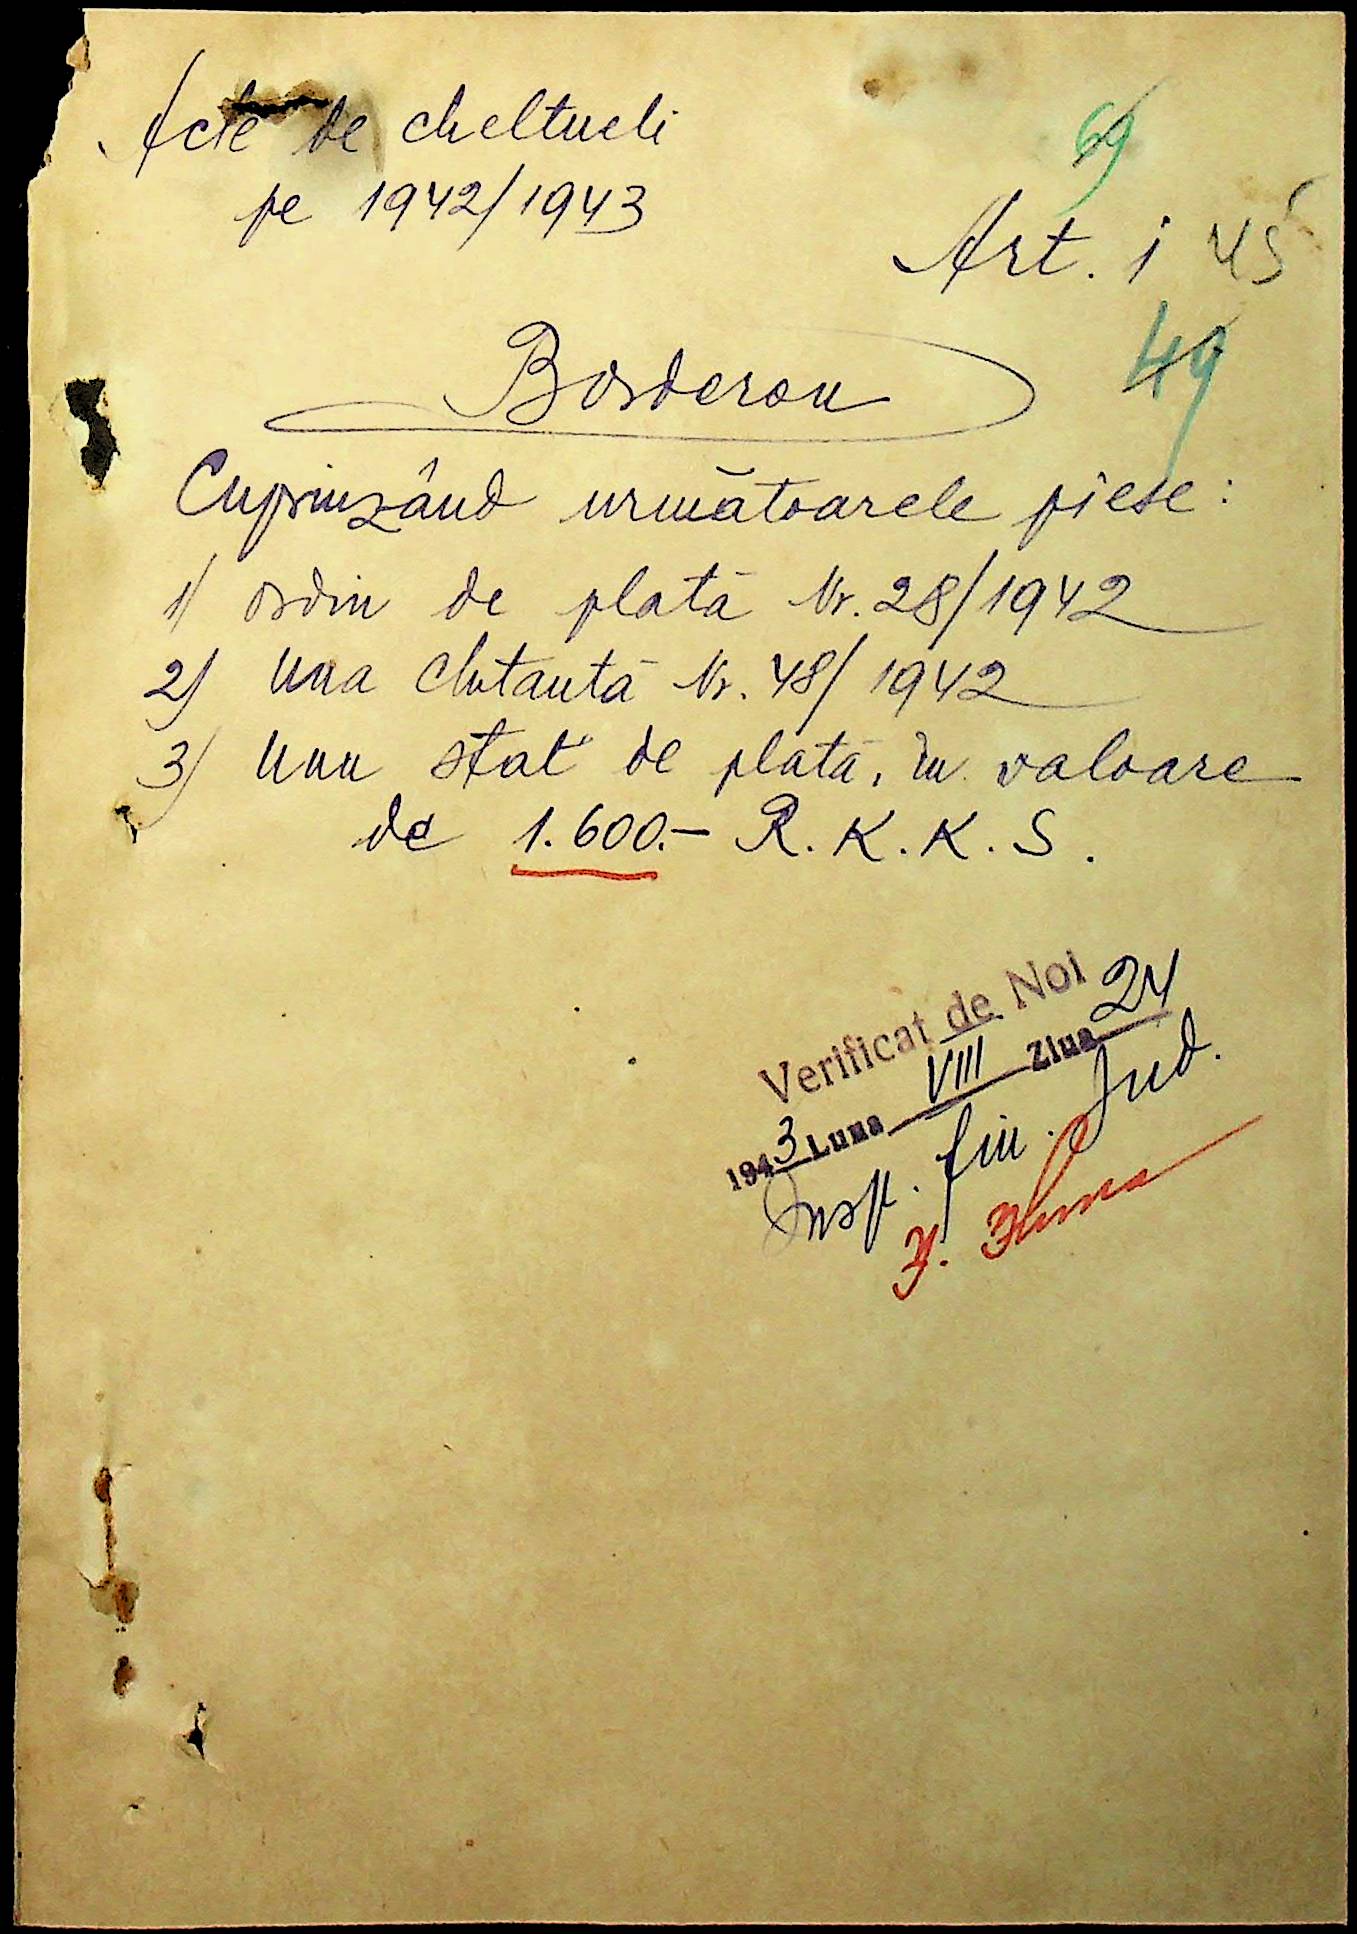 Acte de cheltueli
pe 1942/1943
69
Art. i 45
49
Borderou
Cuprinzând următoarele piese:
1) ordin de plată Nr. 28/1942
2) una chitanță Nr. 48/1942
3) unu stat de plată, în valoare
de 1.600.- R.K.K.S.
Verificat de Noi
1943 Luna VIII Ziua 24
Insp. fin. Jud.